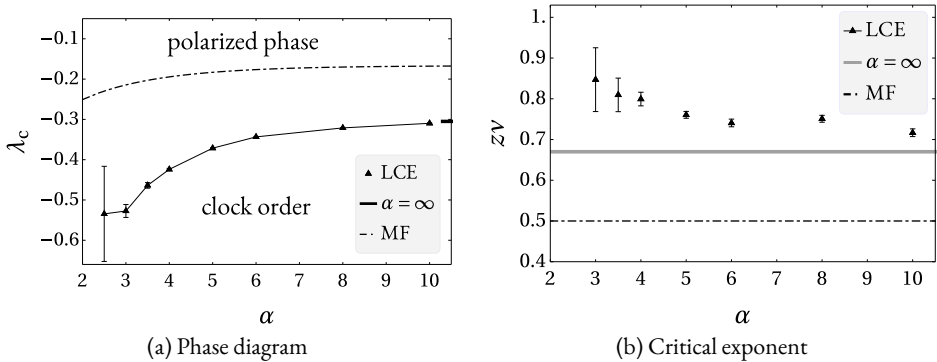 −0.1
−0.2
−0.3
−0.4
−0.5
−0.6
λc
polarized phase
clock order
LCE
α = ∞
MF
2 3 4 5 6 7 8 9 10
α
(a) Phase diagram
1.
0.9
0.8
0.7
0.6
0.5
0.4
zν
LCE
α = ∞
MF
2 3 4 5 6 7 8 9 10
α
(b) Critical exponent